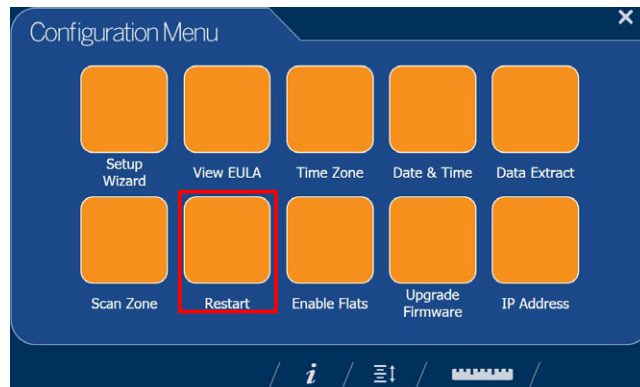 Configuration Menu
Setup
Wizard
View EULA
Time Zone
Date & Time
Data Extract
Scan Zone
Restart
Enable Flats
Upgrade
Firmware
IP Address
i